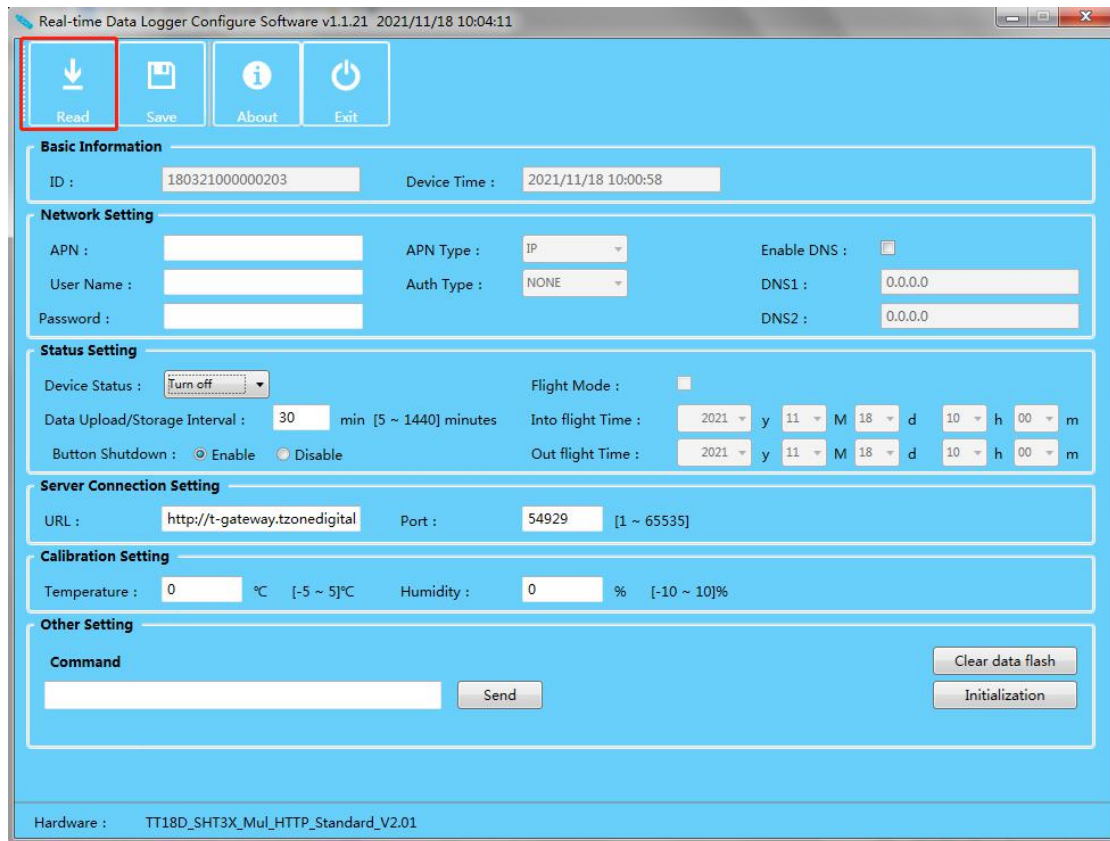 Real-time Data Logger Configure Software v1.1.21 2021/11/18 10:04:11
Read Save About Exit
Basic Information
ID : 180321000000203 Device Time : 2021/11/18 10:00:58
Network Setting
APN : APN Type : IP Enable DNS :
User Name : Auth Type : NONE DNS1 : 0.0.0.0
Password : DNS2 : 0.0.0.0
Status Setting
Device Status : Turn off Flight Mode :
Data Upload/Storage Interval : 30 min [5 ~ 1440] minutes Into flight Time : 2021 y 11 M 18 d 10 h 00 m
Button Shutdown : Enable Disable Out flight Time : 2021 y 11 M 18 d 10 h 00 m
Server Connection Setting
URL : http://t-gateway.tzonedigital Port : 54929 [1 ~ 65535]
Calibration Setting
Temperature : 0 ℃ [-5 ~ 5]℃ Humidity : 0 % [-10 ~ 10]%
Other Setting
Command Clear data flash
Send Initialization
Hardware : TT18D_SHT3X_Mul_HTTP_Standard_V2.01